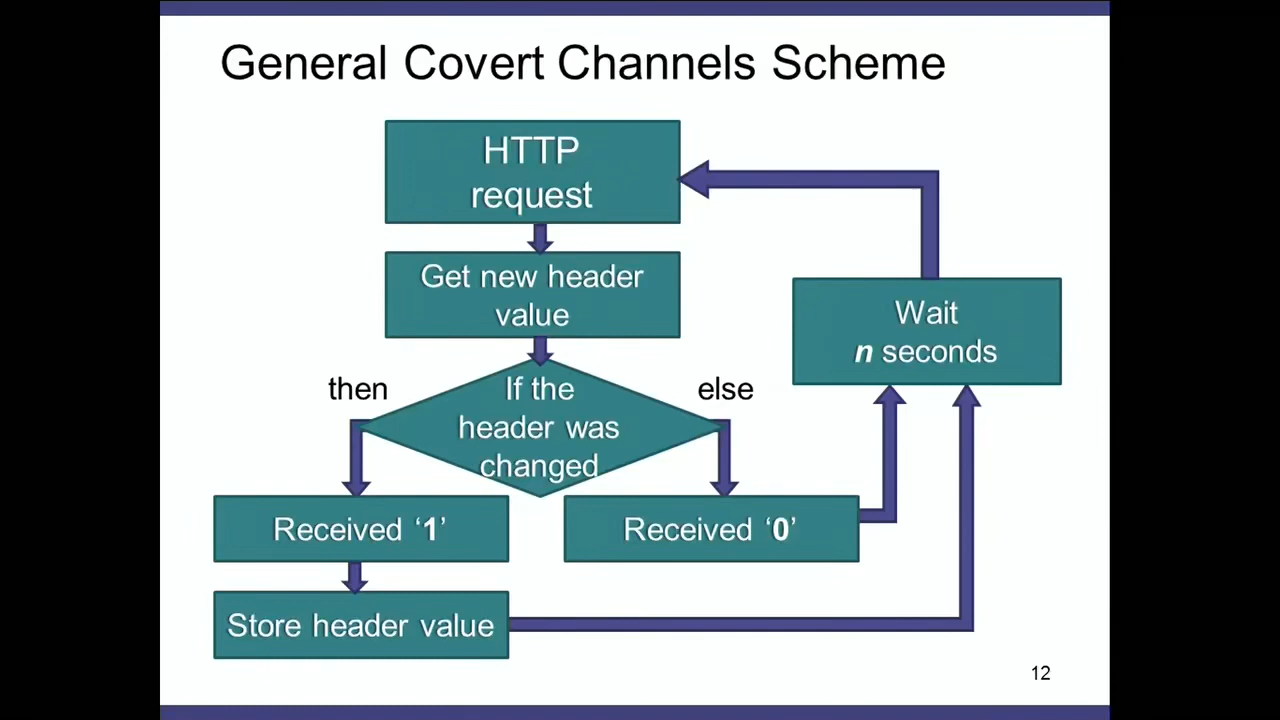 General Covert Channels Scheme
HTTP
request
Get new header
value
Wait
n seconds
then
If the
header was
changed
else
Received ‘1’
Received ‘0’
Store header value
12